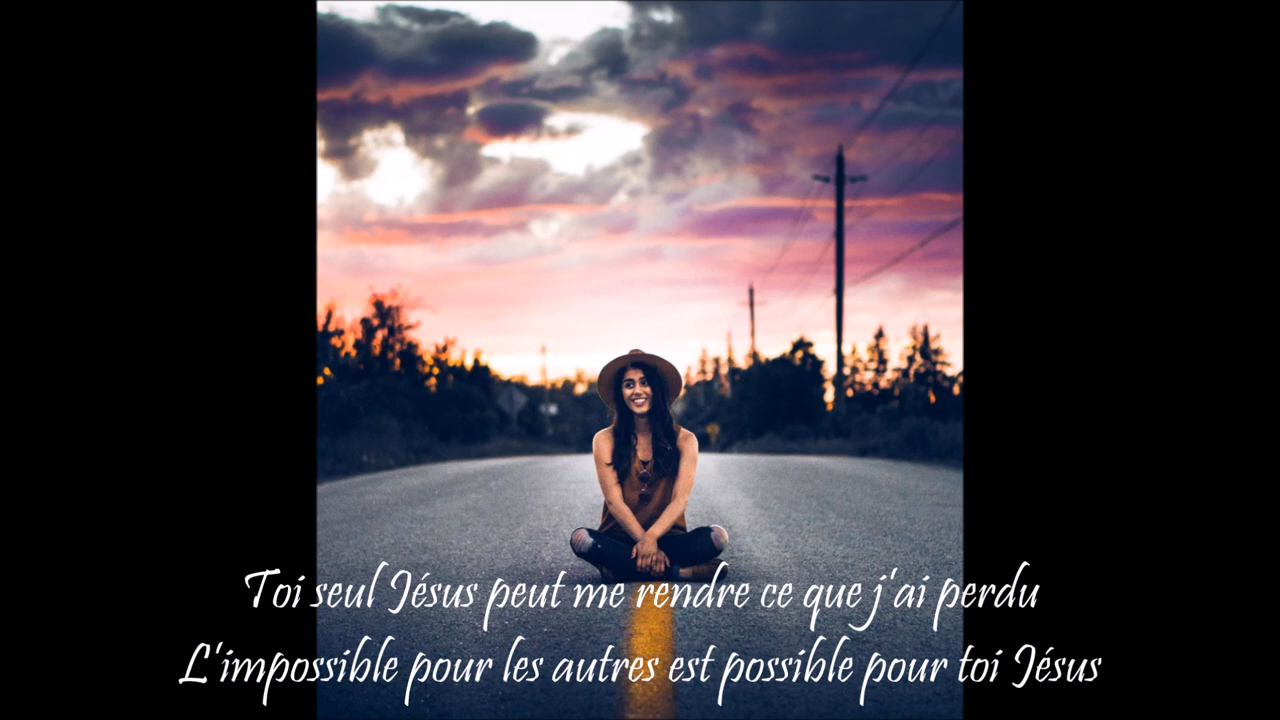 Toi seul Jésus peut me rendre ce que j'ai perdu
L'impossible pour les autres est possible pour toi Jésus